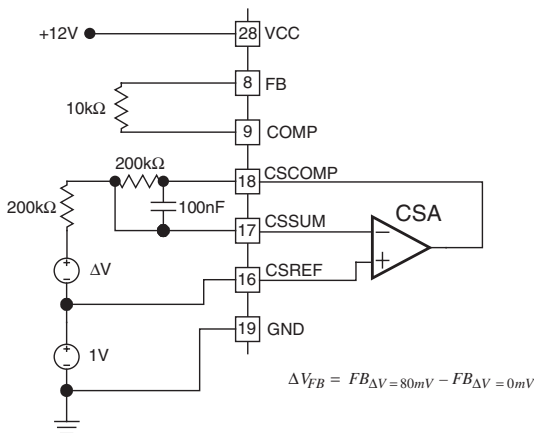 +12V
28
VCC
8
FB
10kΩ
9
COMP
200kΩ
18
CSCOMP
200kΩ
100nF
17
CSSUM
CSA
−
+
ΔV
+
−
16
CSREF
19
GND
1V
+
−
ΔV_FB = FB_ΔV = 80mV − FB_ΔV = 0mV